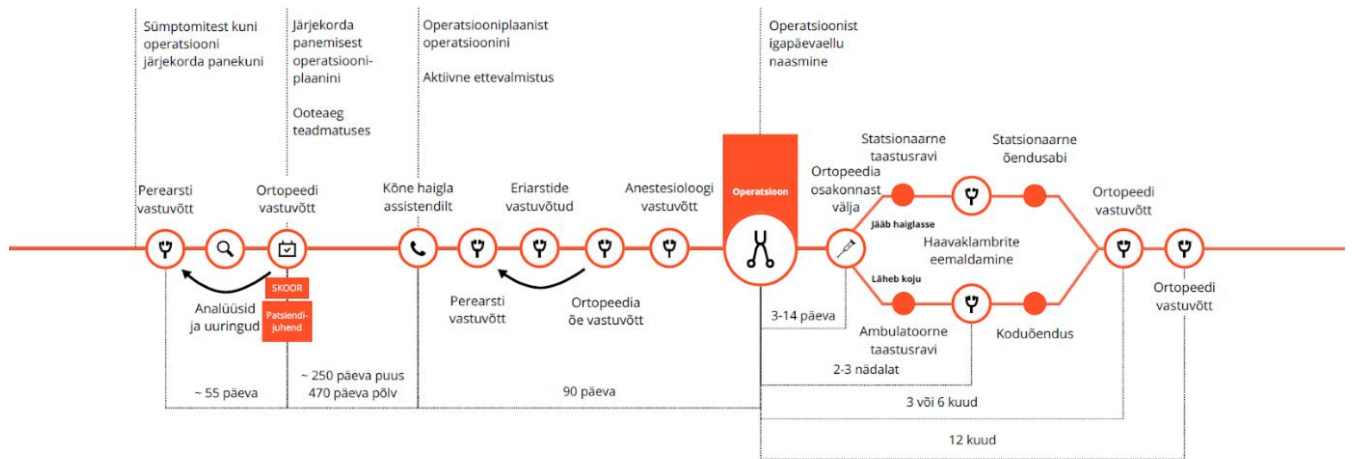 Sümptomitest kuni
operatsiooni
järjekorda panekuni
Järjekorda
panemisest
operatsiooni-
plaanini
Ooteaeg
teadmatuses
Operatsiooniplaanist
operatsioonini
Aktiivne ettevalmistus
Operatsioonist
igapäevaellu
naasmine
Perearsti
vastuvõtt
Ortopeedi
vastuvõtt
Kõne haigla
assistendilt
Eriarstide
vastuvõtud
Anestesioloogi
vastuvõtt
Operatsioon
Ortopeedia
osakonnast
välja
Statsionaarne
taastusravi
Statsionaarne
õendusabi
Ortopeedi
vastuvõtt
Jääb haiglasse
Haavaklambrite
eemaldamine
Läheb koju
Analüüsid
ja uuringud
SKOOR
Patsiendi-
juhend
Perearsti
vastuvõtt
Ortopeedia
õe vastuvõtt
Ambulatoorne
taastusravi
Koduõendus
Ortopeedi
vastuvõtt
3-14 päeva
2-3 nädalat
~ 55 päeva
~ 250 päeva puus
470 päeva põlv
90 päeva
3 või 6 kuud
12 kuud